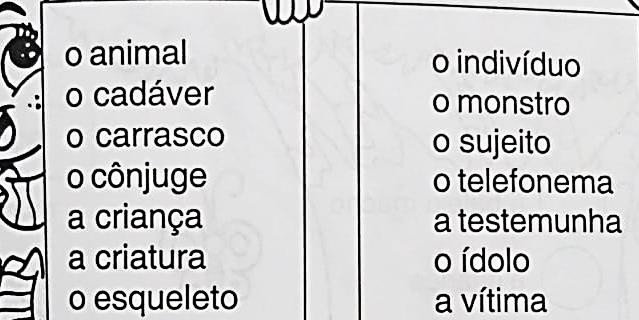 o animal
o cadáver
o carrasco
o cônjuge
a criança
a criatura
o esqueleto
o indivíduo
o monstro
o sujeito
o telefonema
a testemunha
o ídolo
a vítima